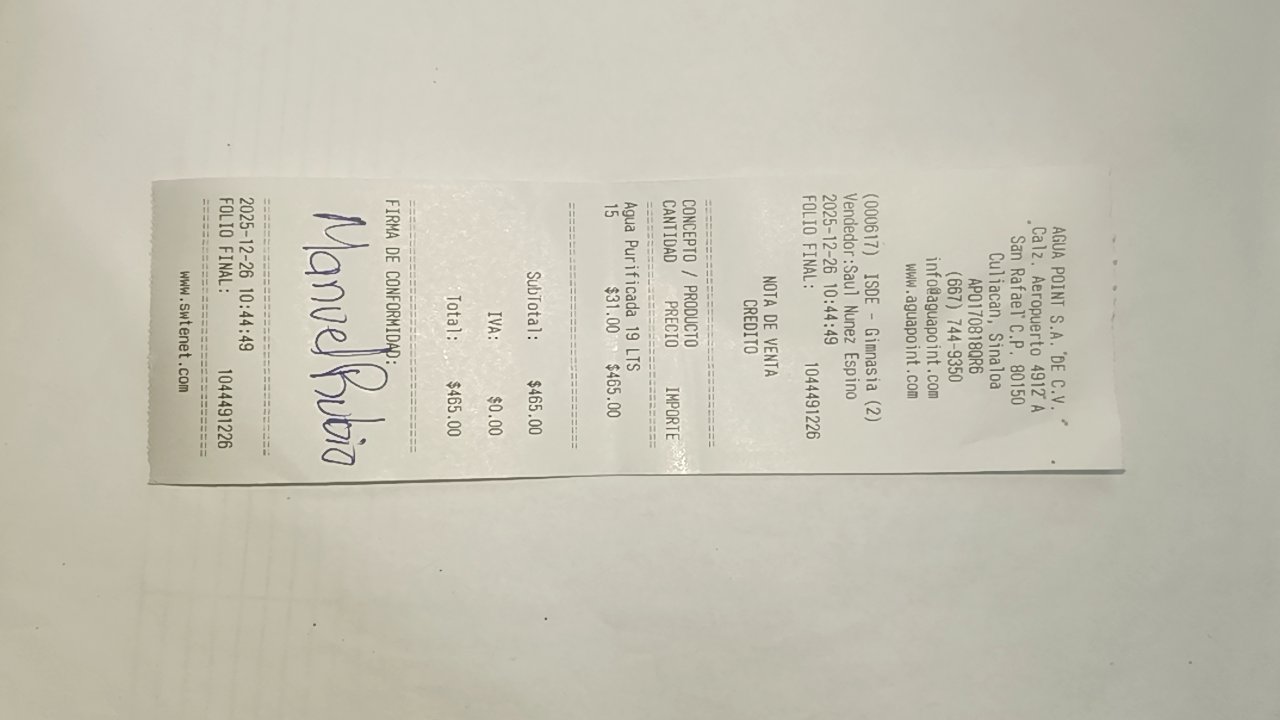 AGUA POINT S.A. DE C.V.
Calz. Aeropuerto 4912 A
San Rafael C.P. 80150
Culiacan, Sinaloa
APO170818QR6
(667) 744-9350
info@aguapoint.com
www.aguapoint.com
(000617) ISDE - Gimnasia (2)
Vendedor:Saul Nunez Espino
2025-12-26 10:44:49
FOLIO FINAL: 1044491226
NOTA DE VENTA
CREDITO
CONCEPTO / PRODUCTO
CANTIDAD PRECIO IMPORTE
Agua Purificada 19 LTS
15 $31.00 $465.00
SubTotal: $465.00
IVA: $0.00
Total: $465.00
FIRMA DE CONFORMIDAD:
Manuel Rubio
2025-12-26 10:44:49
FOLIO FINAL: 1044491226
www.swtenet.com